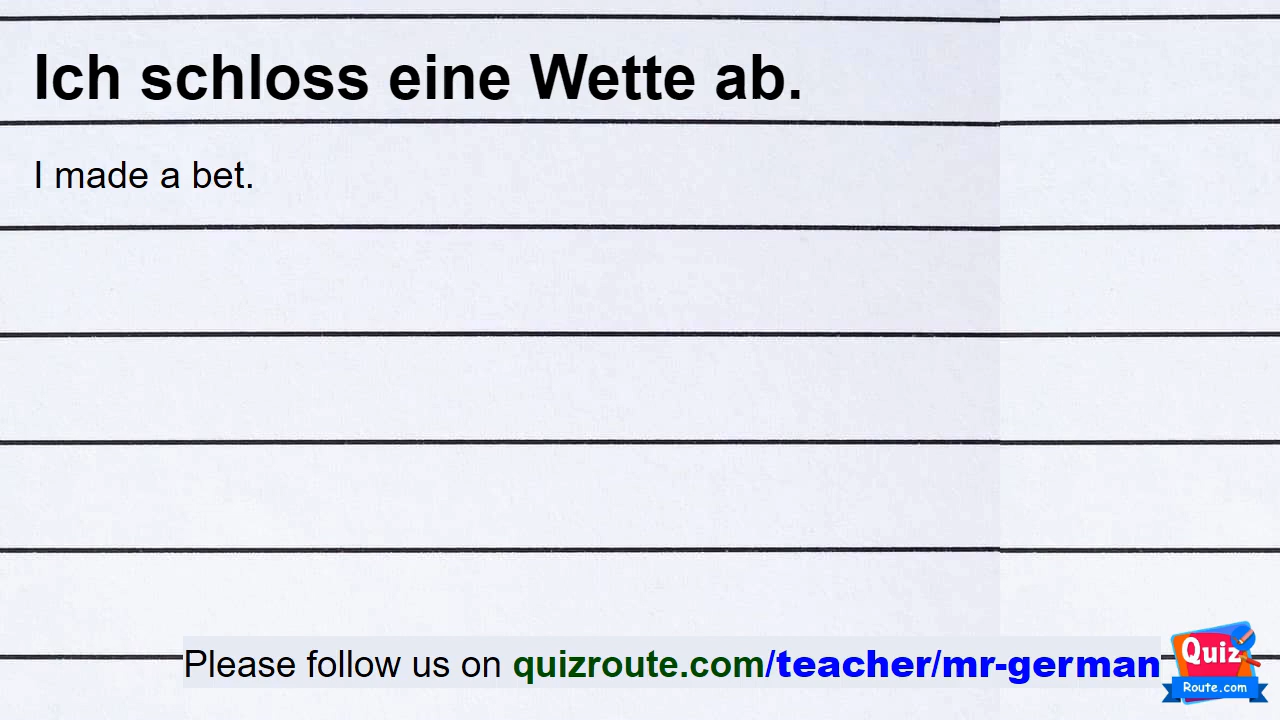 Ich schloss eine Wette ab.
I made a bet.
Please follow us on quizroute.com/teacher/mr-german
Quiz
Route.com